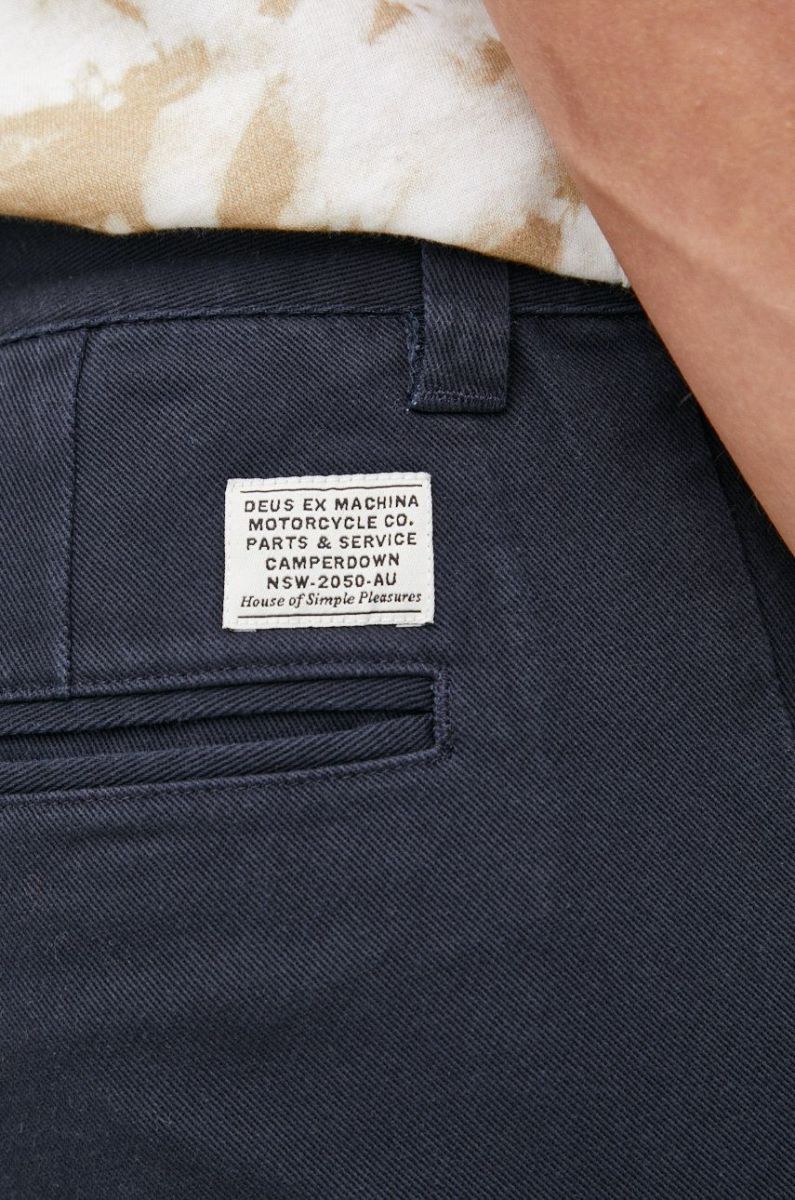 DEUS EX MACHINA
MOTORCYCLE CO.
PARTS & SERVICE
CAMPERDOWN
NSW-2050-AU
House of Simple Pleasures